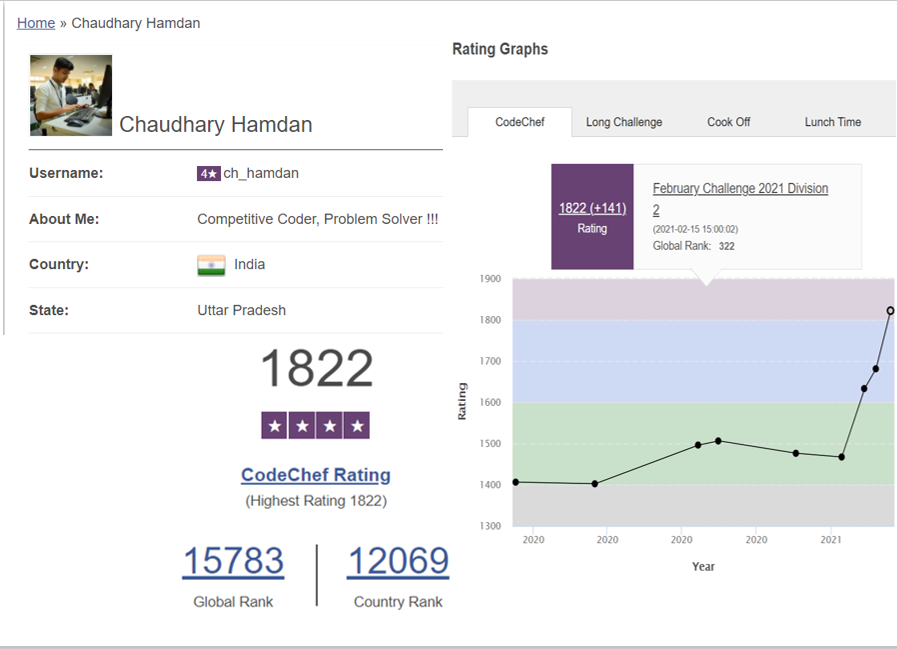 Home » Chaudhary Hamdan
Chaudhary Hamdan
Username: 4★ ch_hamdan
About Me: Competitive Coder, Problem Solver !!!
Country: India
State: Uttar Pradesh
1822
★ ★ ★ ★
CodeChef Rating
(Highest Rating 1822)
15783 12069
Global Rank Country Rank
Rating Graphs
CodeChef Long Challenge Cook Off Lunch Time
1822 (+141)
Rating
February Challenge 2021 Division
2
(2021-02-15 15:00:02)
Global Rank: 322
1900
1800
1700
1600
1500
1400
1300
Rating
2020 2020 2020 2020 2021
Year